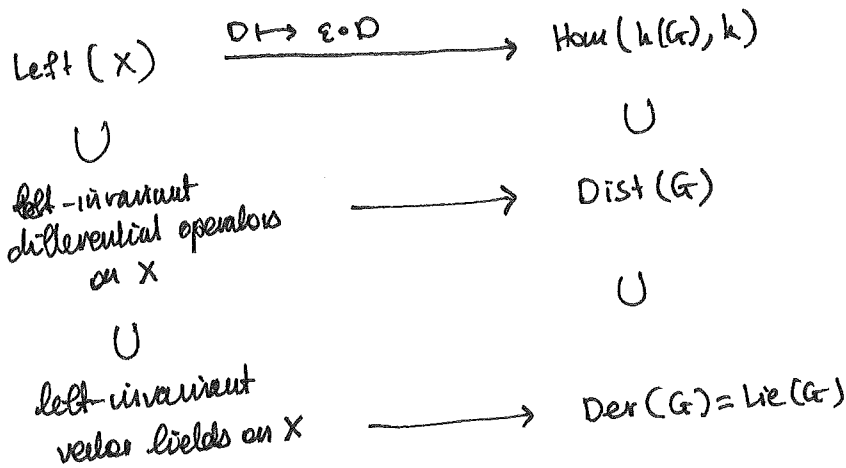 D ↦ ε∘D
Left (X) ⟶ Hom (k(G), k)
∪ ∪
left-invariant
differential operators ⟶ Dist (G)
on X
∪ ∪
left-invariant
vector fields on X ⟶ Der (G) = Lie (G)